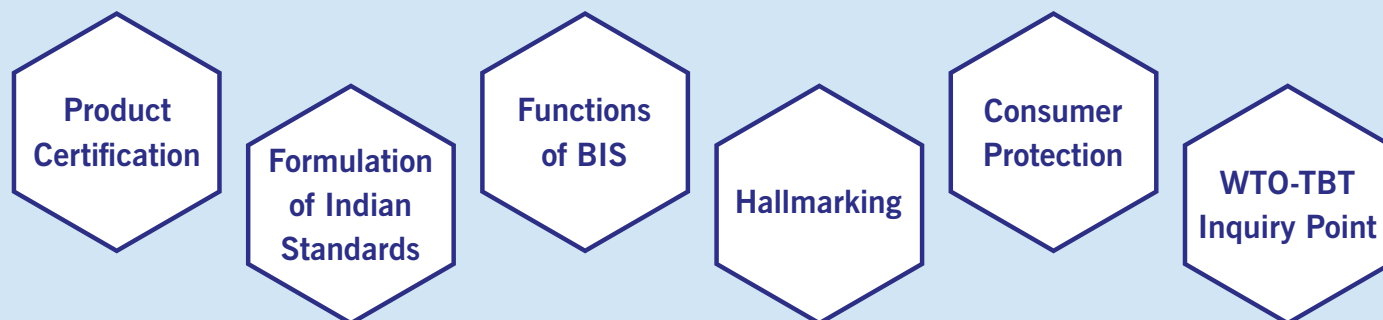 Product
Certification
Formulation
of Indian
Standards
Functions
of BIS
Hallmarking
Consumer
Protection
WTO-TBT
Inquiry Point